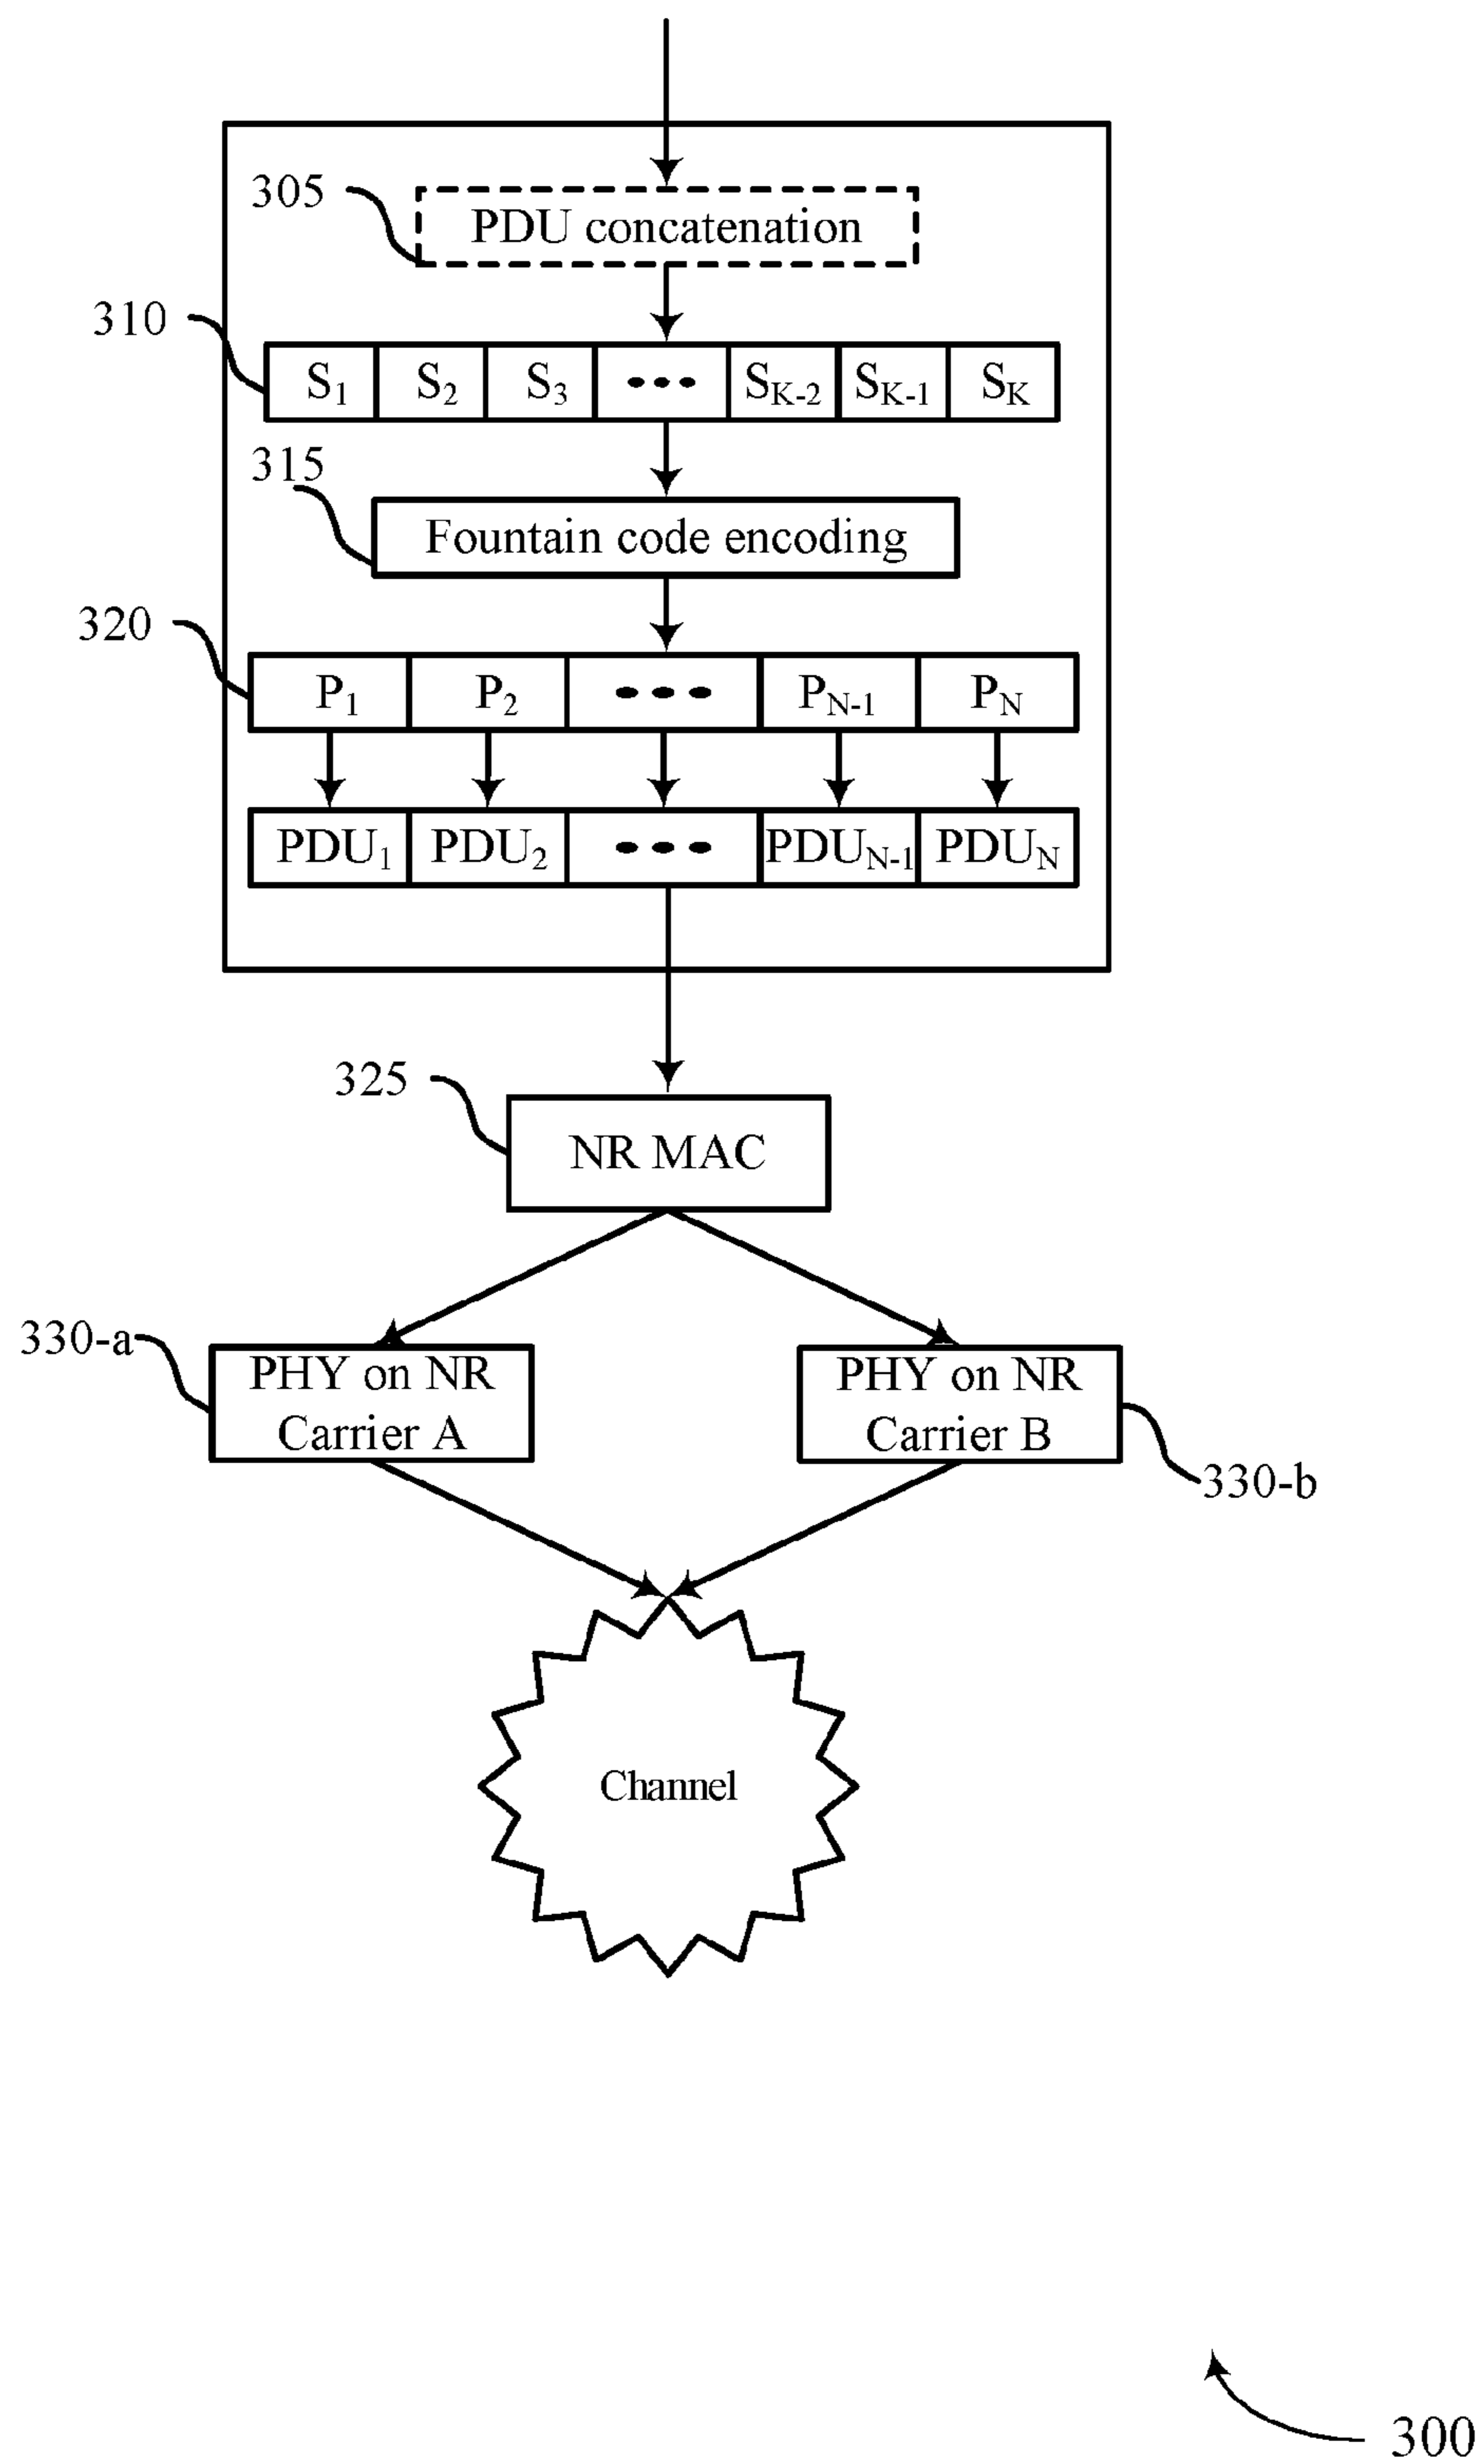 305
PDU concatenation
310
S1 S2 S3 ••• SK-2 SK-1 SK
315
Fountain code encoding
320
P1 P2 ••• PN-1 PN
PDU1 PDU2 ••• PDUN-1 PDUN
325
NR MAC
330-a
PHY on NR
Carrier A
PHY on NR
Carrier B
330-b
Channel
300